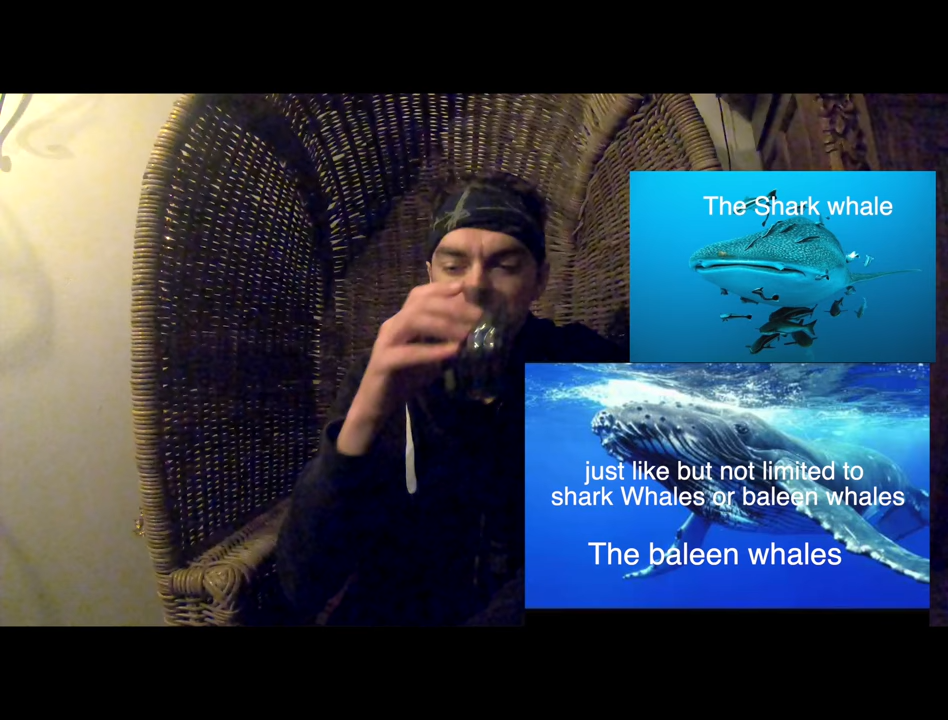 The Shark whale
just like but not limited to
shark Whales or baleen whales
The baleen whales